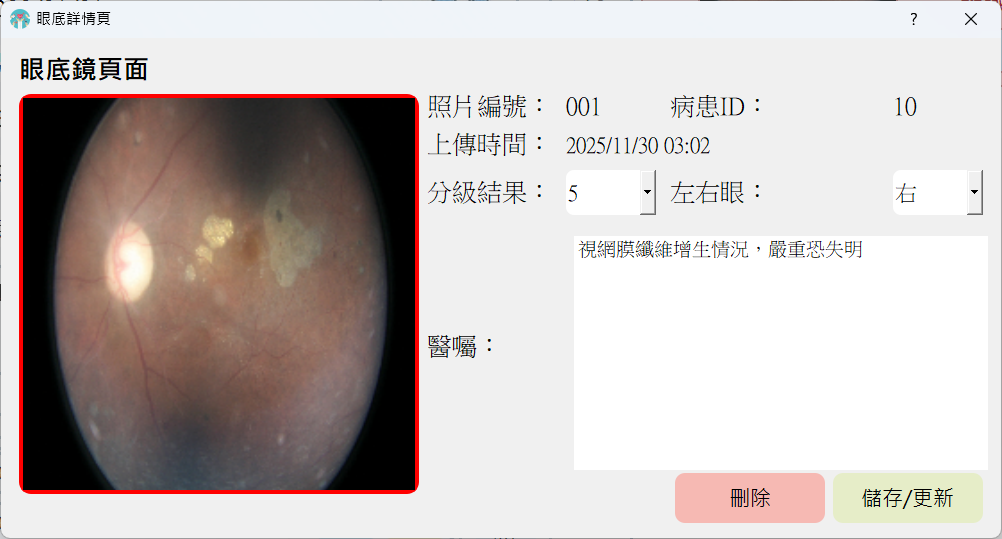 眼底詳情頁
?
眼底鏡頁面
照片編號： 001 病患ID： 10
上傳時間： 2025/11/30 03:02
分級結果： 5 左右眼： 右
視網膜纖維增生情況，嚴重恐失明
醫囑：
刪除 儲存/更新